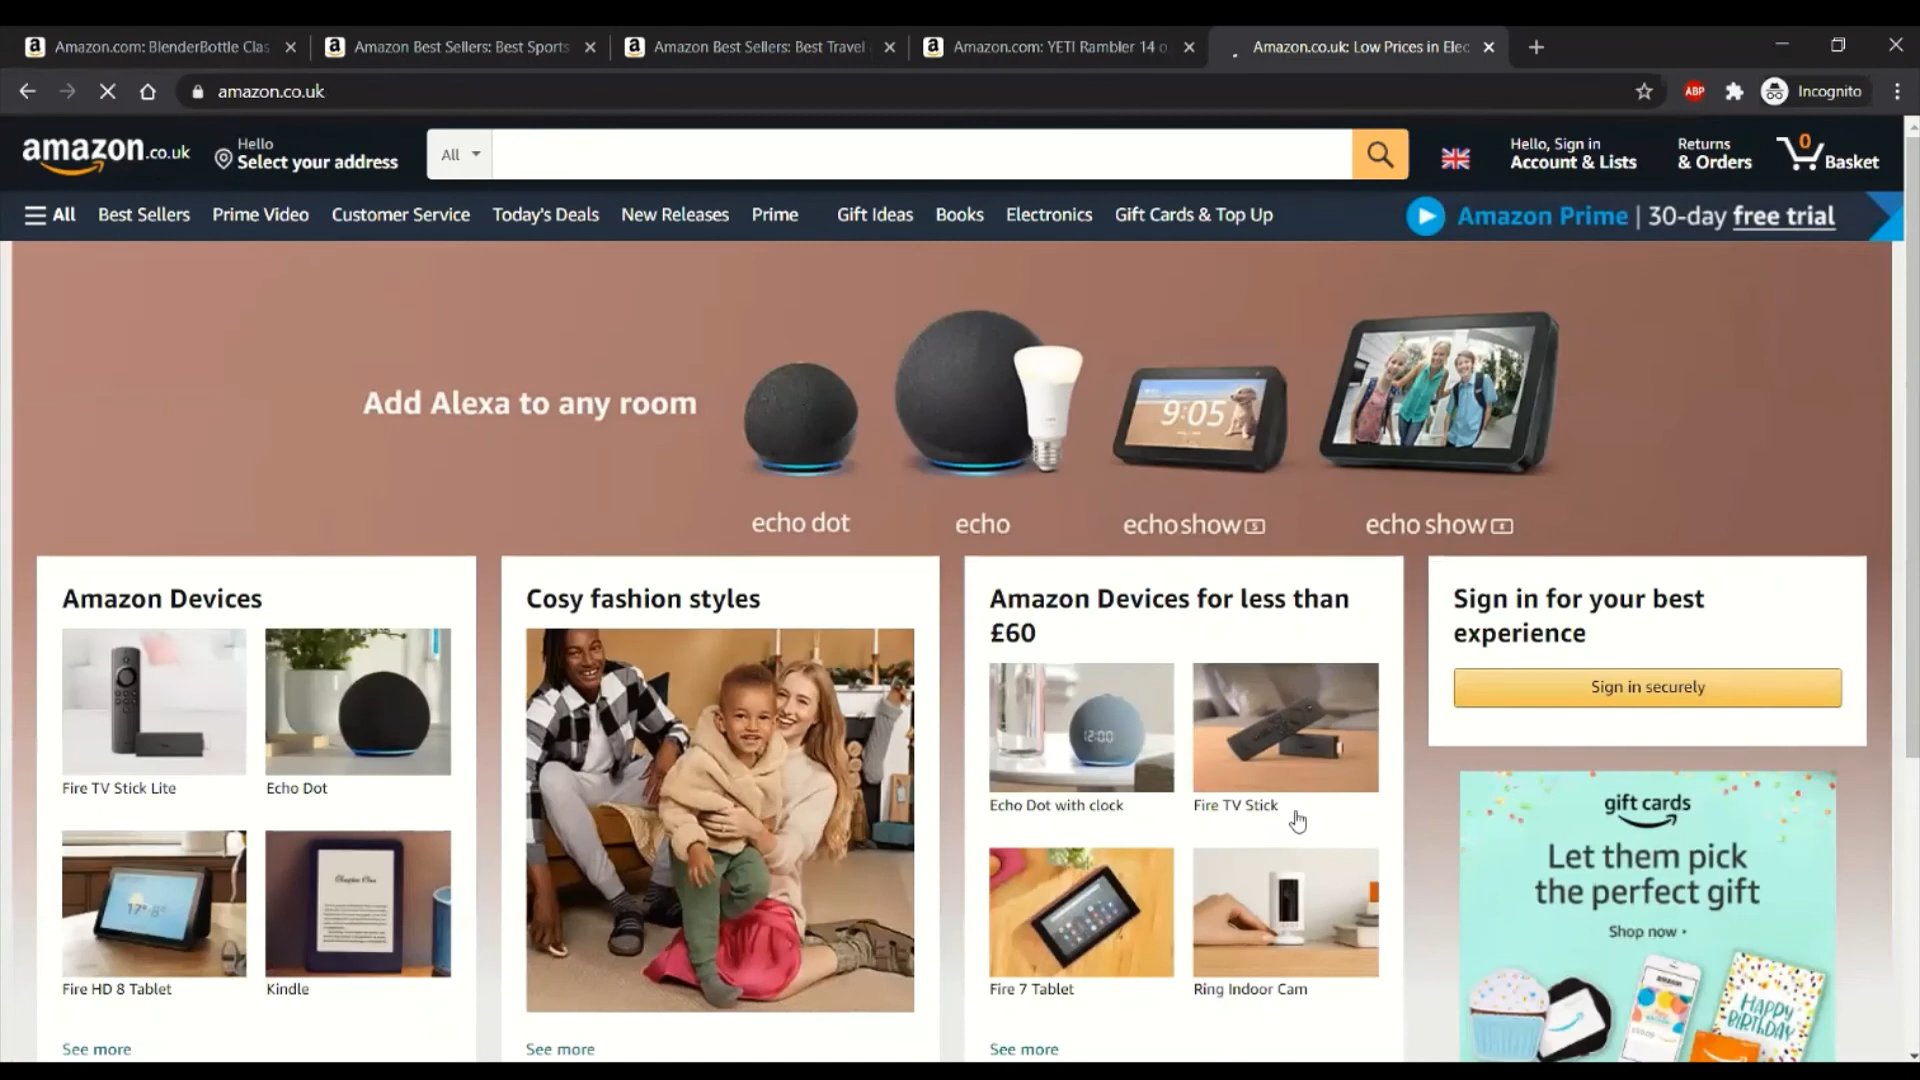 Amazon.com: BlenderBottle Clas
Amazon Best Sellers: Best Sports
Amazon Best Sellers: Best Travel
Amazon.com: YETI Rambler 14 o
Amazon.co.uk: Low Prices in Elec
amazon.co.uk
ABP
Incognito
amazon.co.uk
Hello
Select your address
All
Hello, Sign in
Account & Lists
Returns
& Orders
0
Basket
All
Best Sellers
Prime Video
Customer Service
Today's Deals
New Releases
Prime
Gift Ideas
Books
Electronics
Gift Cards & Top Up
Amazon Prime | 30-day free trial
Add Alexa to any room
9:05
echo dot
echo
echo show 5
echo show 8
Amazon Devices
Fire TV Stick Lite
Echo Dot
Fire HD 8 Tablet
Kindle
See more
Cosy fashion styles
See more
Amazon Devices for less than
£60
12:00
Echo Dot with clock
Fire TV Stick
Fire 7 Tablet
Ring Indoor Cam
See more
Sign in for your best
experience
Sign in securely
gift cards
Let them pick
the perfect gift
Shop now
HAPPY
BIRTHDAY